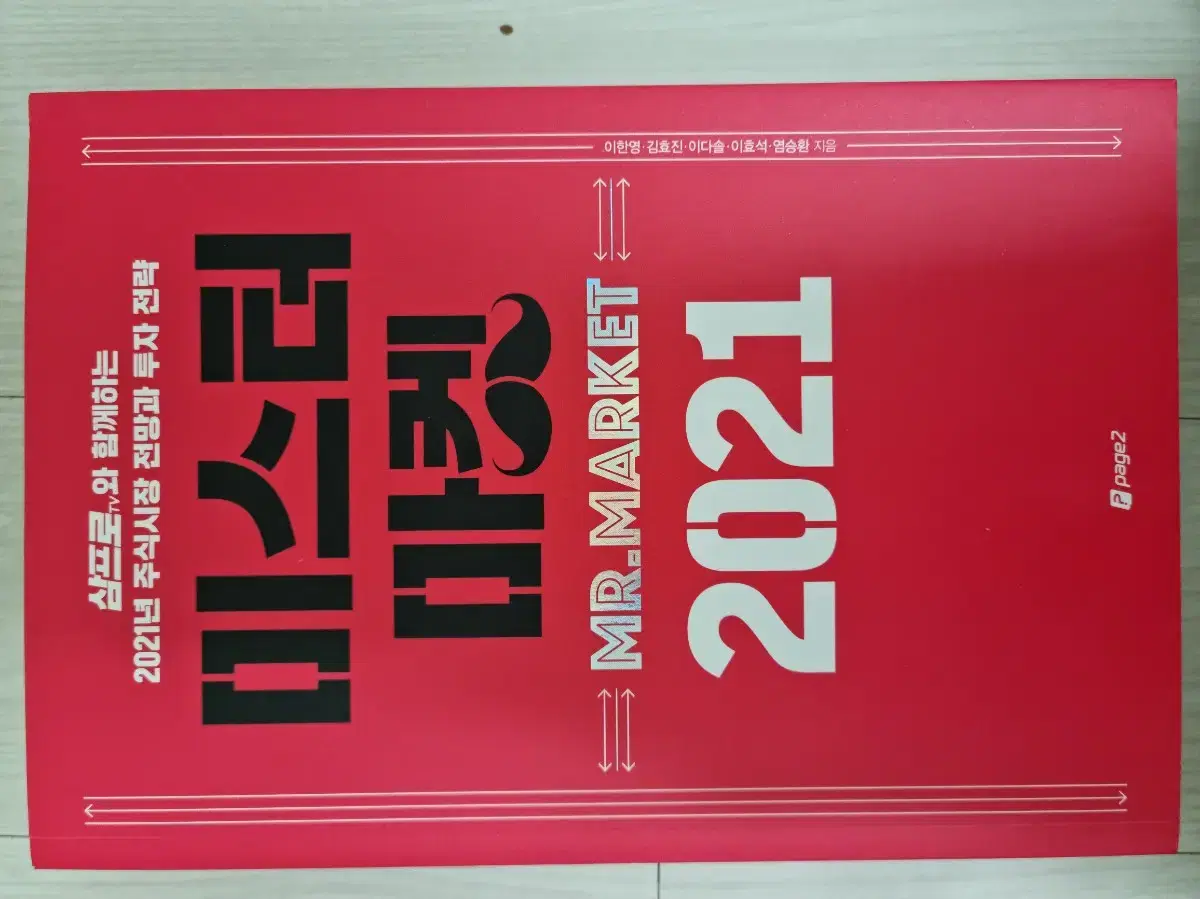 삼프로TV와 함께하는
2021년 주식시장 전망과 투자 전략
미스터
마켓
MR.MARKET
2021
이한영·김효진·이다솔·이효석·염승환 지음
page2